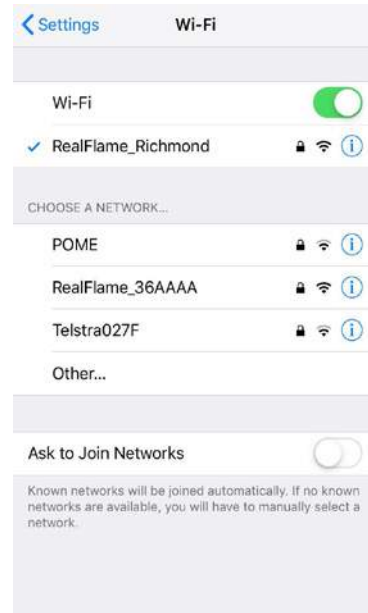 Settings Wi-Fi
Wi-Fi
RealFlame_Richmond
CHOOSE A NETWORK...
POME
RealFlame_36AAAA
Telstra027F
Other...
Ask to Join Networks
Known networks will be joined automatically. If no known
networks are available, you will have to manually select a
network.